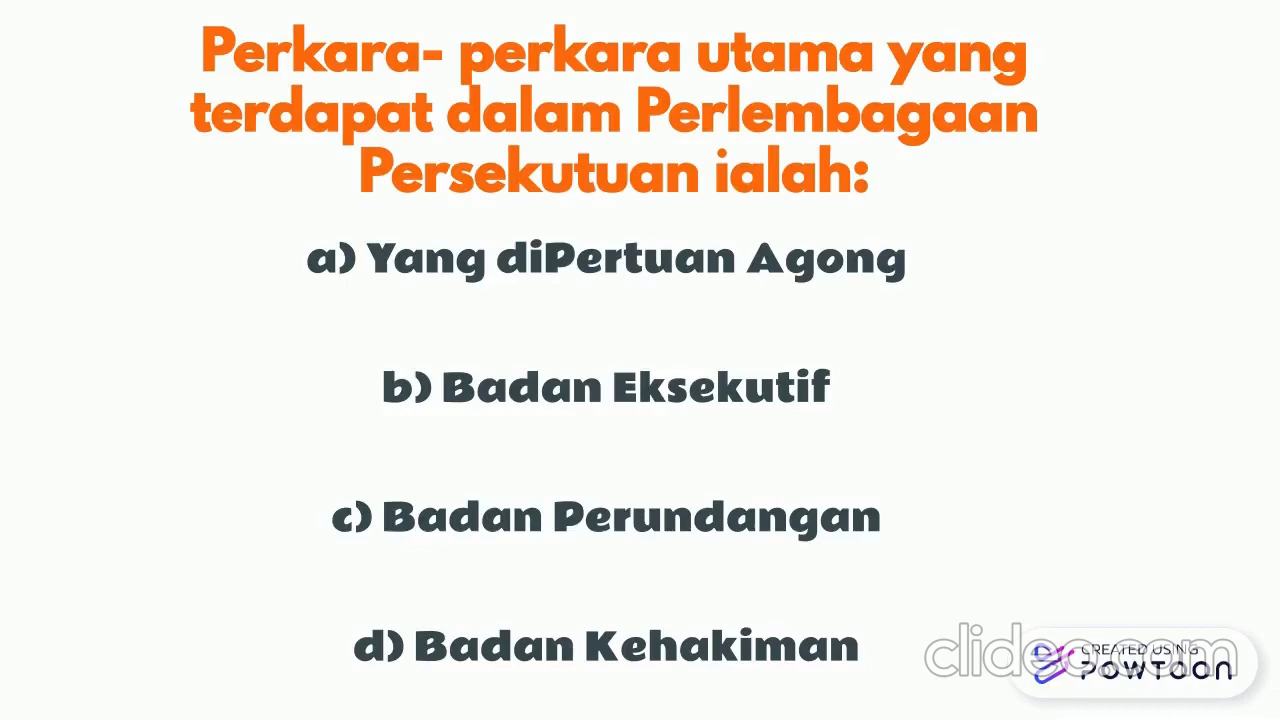 Perkara- perkara utama yang
terdapat dalam Perlembagaan
Persekutuan ialah:
a) Yang diPertuan Agong
b) Badan Eksekutif
c) Badan Perundangan
d) Badan Kehakiman
clideo.com
CREATED USING
POWTOON